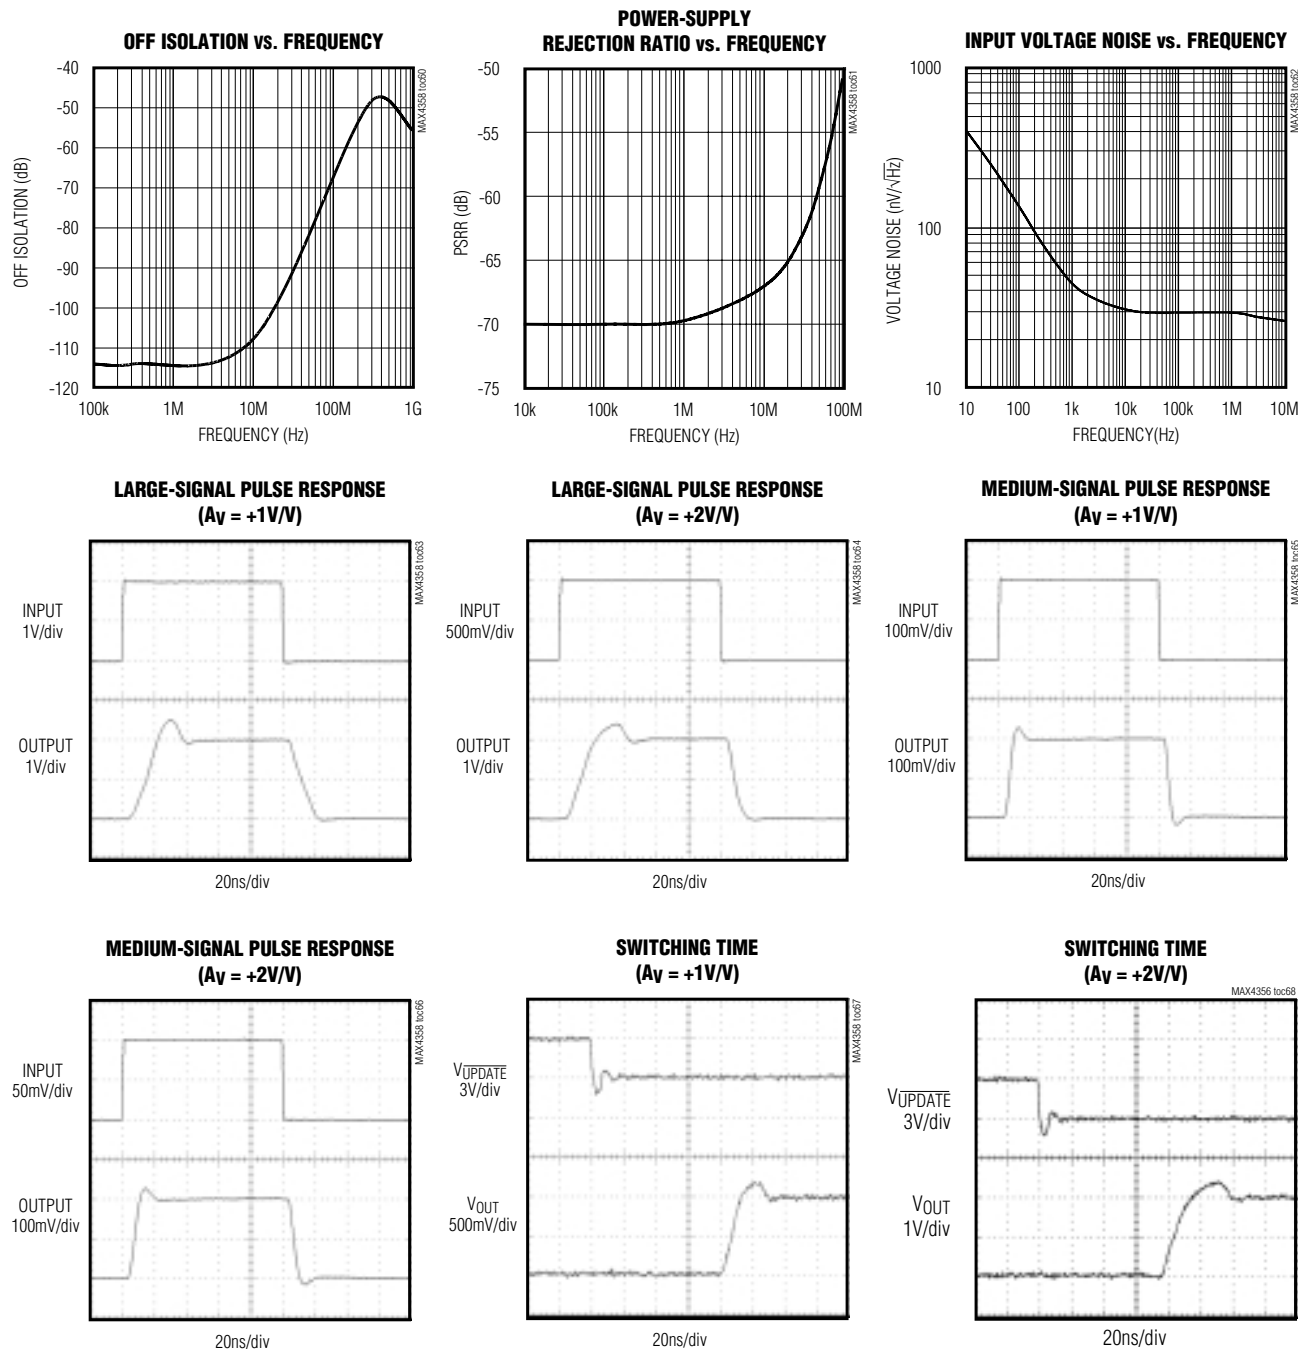 OFF ISOLATION vs. FREQUENCY
MAX4358 toc60
OFF ISOLATION (dB)
-40
-50
-60
-70
-80
-90
-100
-110
-120
100k 1M 10M 100M 1G
FREQUENCY (Hz)
POWER-SUPPLY
REJECTION RATIO vs. FREQUENCY
MAX4358 toc61
PSRR (dB)
-50
-55
-60
-65
-70
-75
10k 100k 1M 10M 100M
FREQUENCY (Hz)
INPUT VOLTAGE NOISE vs. FREQUENCY
MAX4358 toc62
VOLTAGE NOISE (nV/√Hz)
1000
100
10
10 100 1k 10k 100k 1M 10M
FREQUENCY(Hz)
LARGE-SIGNAL PULSE RESPONSE
(AV = +1V/V)
MAX4358 toc63
INPUT
1V/div
OUTPUT
1V/div
20ns/div
LARGE-SIGNAL PULSE RESPONSE
(AV = +2V/V)
MAX4358 toc64
INPUT
500mV/div
OUTPUT
1V/div
20ns/div
MEDIUM-SIGNAL PULSE RESPONSE
(AV = +1V/V)
MAX4358 toc65
INPUT
100mV/div
OUTPUT
100mV/div
20ns/div
MEDIUM-SIGNAL PULSE RESPONSE
(AV = +2V/V)
MAX4358 toc66
INPUT
50mV/div
OUTPUT
100mV/div
20ns/div
SWITCHING TIME
(AV = +1V/V)
MAX4358 toc67
VUPDATE
3V/div
VOUT
500mV/div
20ns/div
SWITCHING TIME
(AV = +2V/V)
MAX4356 toc68
VUPDATE
3V/div
VOUT
1V/div
20ns/div